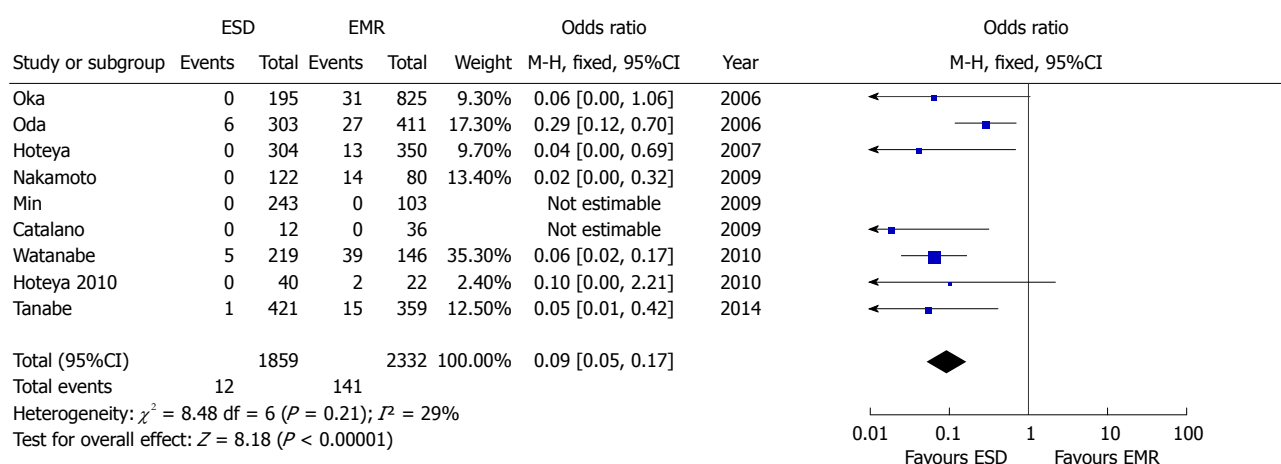 ESD EMR Odds ratio Odds ratio
Study or subgroup Events Total Events Total Weight M-H, fixed, 95%CI Year M-H, fixed, 95%CI
Oka 0 195 31 825 9.30% 0.06 [0.00, 1.06] 2006
Oda 6 303 27 411 17.30% 0.29 [0.12, 0.70] 2006
Hoteya 0 304 13 350 9.70% 0.04 [0.00, 0.69] 2007
Nakamoto 0 122 14 80 13.40% 0.02 [0.00, 0.32] 2009
Min 0 243 0 103 Not estimable 2009
Catalano 0 12 0 36 Not estimable 2009
Watanabe 5 219 39 146 35.30% 0.06 [0.02, 0.17] 2010
Hoteya 2010 0 40 2 22 2.40% 0.10 [0.00, 2.21] 2010
Tanabe 1 421 15 359 12.50% 0.05 [0.01, 0.42] 2014
Total (95%CI) 1859 2332 100.00% 0.09 [0.05, 0.17]
Total events 12 141
Heterogeneity: χ² = 8.48 df = 6 (P = 0.21); I² = 29%
Test for overall effect: Z = 8.18 (P < 0.00001)
0.01 0.1 1 10 100
Favours ESD Favours EMR